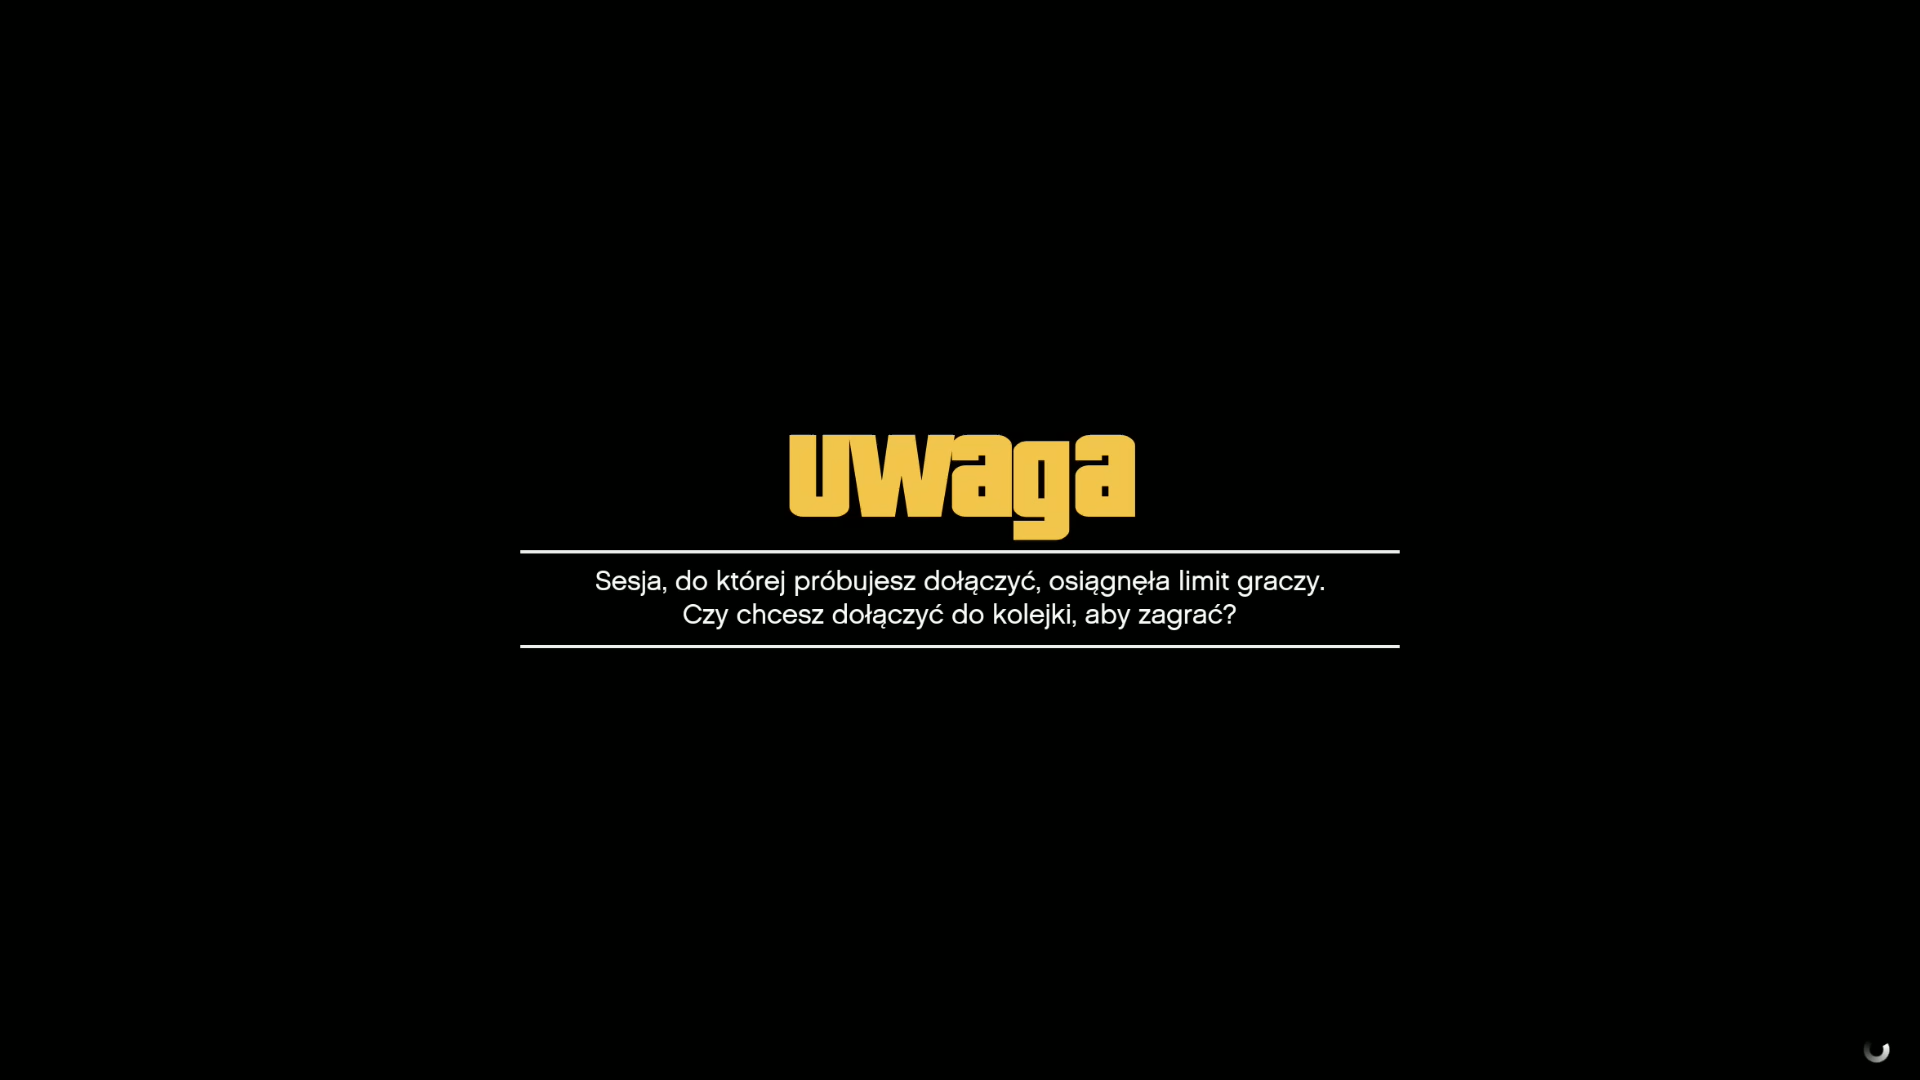 uwaga
Sesja, do której próbujesz dołączyć, osiągnęła limit graczy.
Czy chcesz dołączyć do kolejki, aby zagrać?